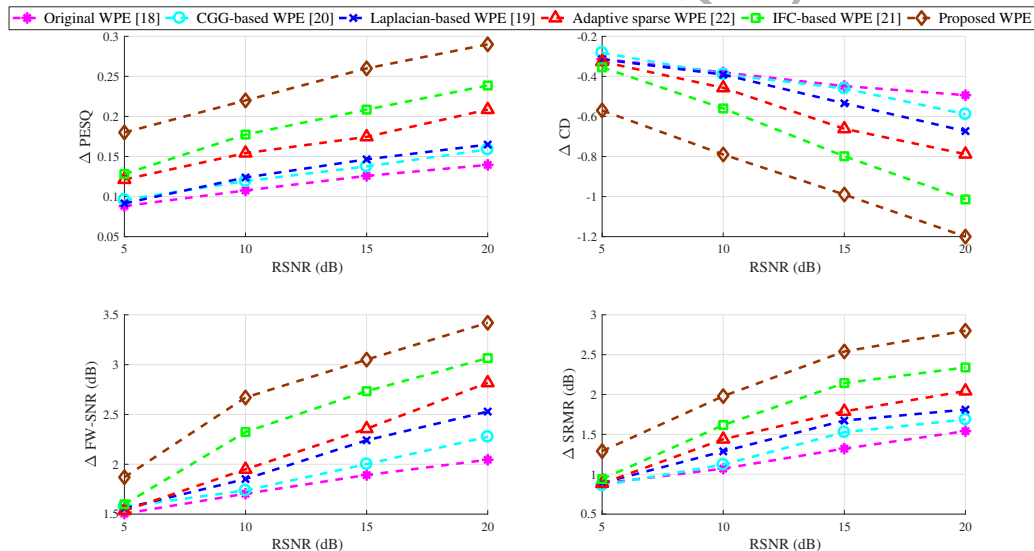 Original WPE [18] CGG-based WPE [20] Laplacian-based WPE [19] Adaptive sparse WPE [22] IFC-based WPE [21] Proposed WPE
0.3
0.25
0.2
0.15
0.1
0.05
Δ PESQ
5 10 15 20
RSNR (dB)
-0.2
-0.4
-0.6
-0.8
-1
-1.2
Δ CD
5 10 15 20
RSNR (dB)
3.5
3
2.5
2
1.5
Δ FW-SNR (dB)
5 10 15 20
RSNR (dB)
3
2.5
2
1.5
1
0.5
Δ SRMR (dB)
5 10 15 20
RSNR (dB)